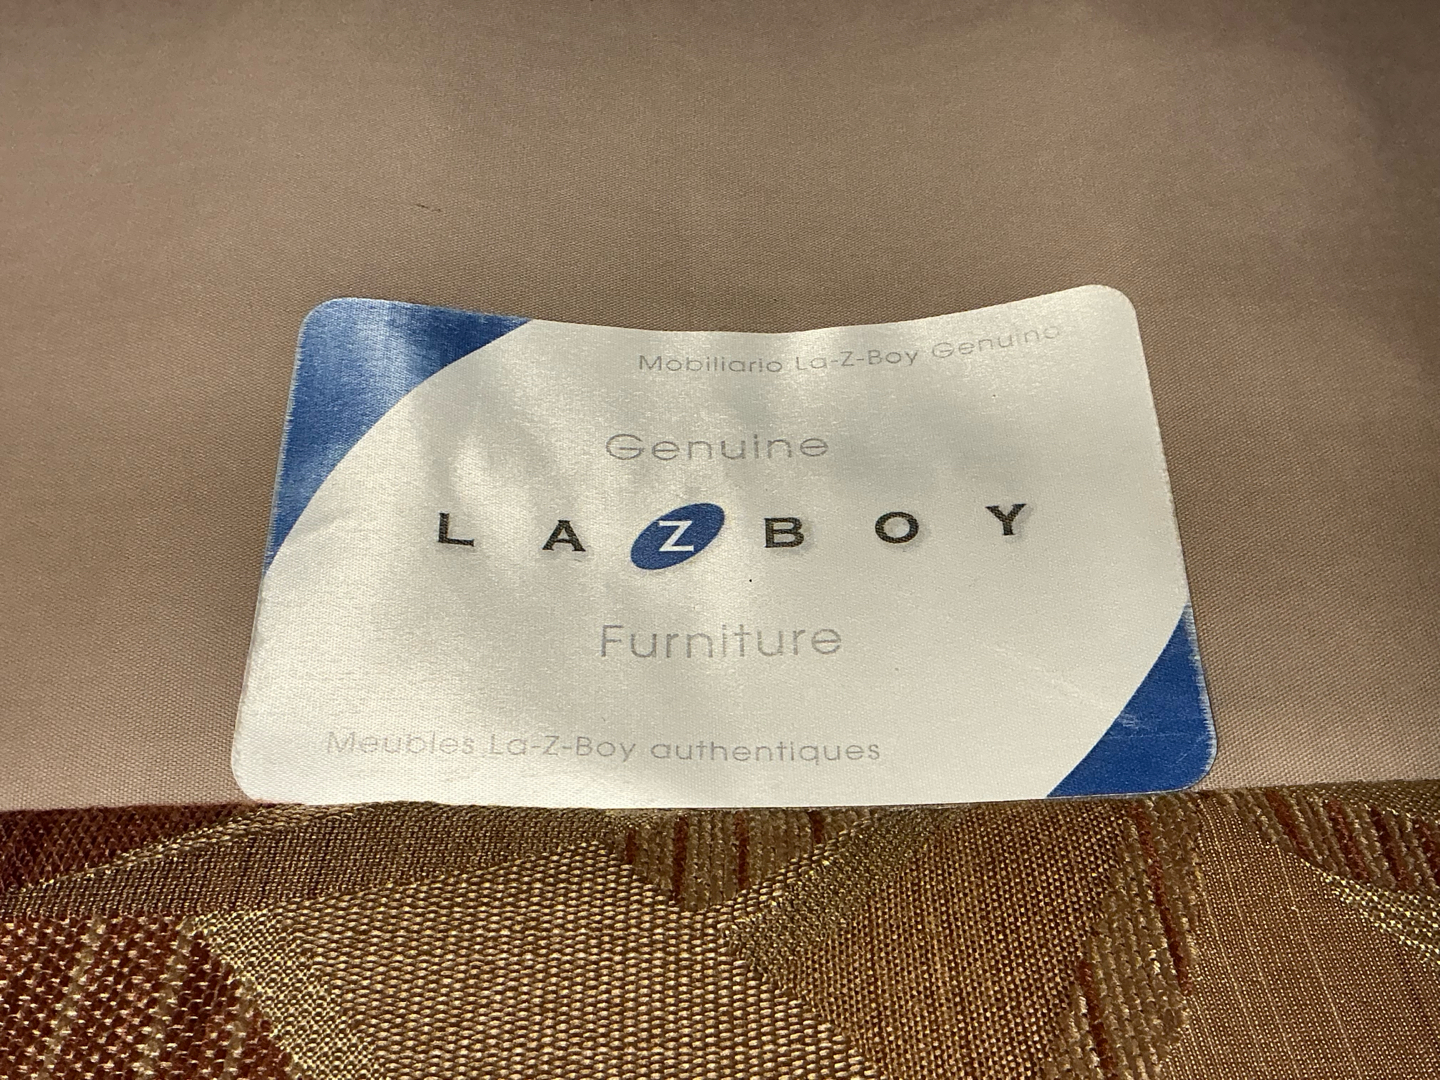 Mobiliario La-Z-Boy Genuino
Genuine
LAZBOY
Furniture
Meubles La-Z-Boy authentiques